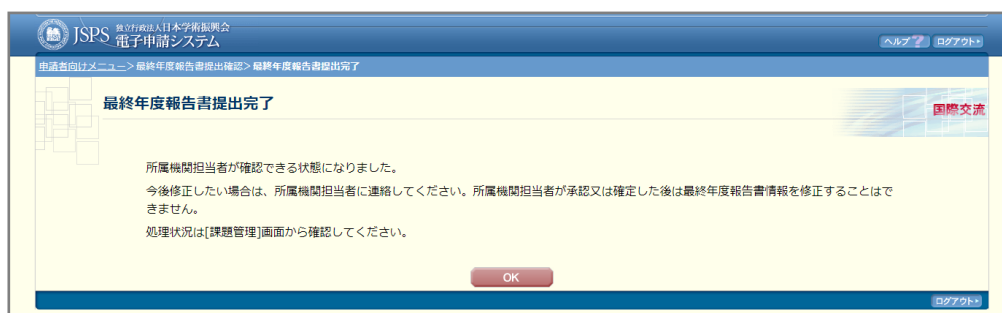 JSPS 独立行政法人日本学術振興会
電子申請システム
ヘルプ ? ログアウト
申請者向けメニュー>最終年度報告書提出確認>最終年度報告書提出完了
最終年度報告書提出完了
国際交流
所属機関担当者が確認できる状態になりました。
今後修正したい場合は、所属機関担当者に連絡してください。所属機関担当者が承認又は確定した後は最終年度報告書情報を修正することはで
きません。
処理状況は[課題管理]画面から確認してください。
OK
ログアウト